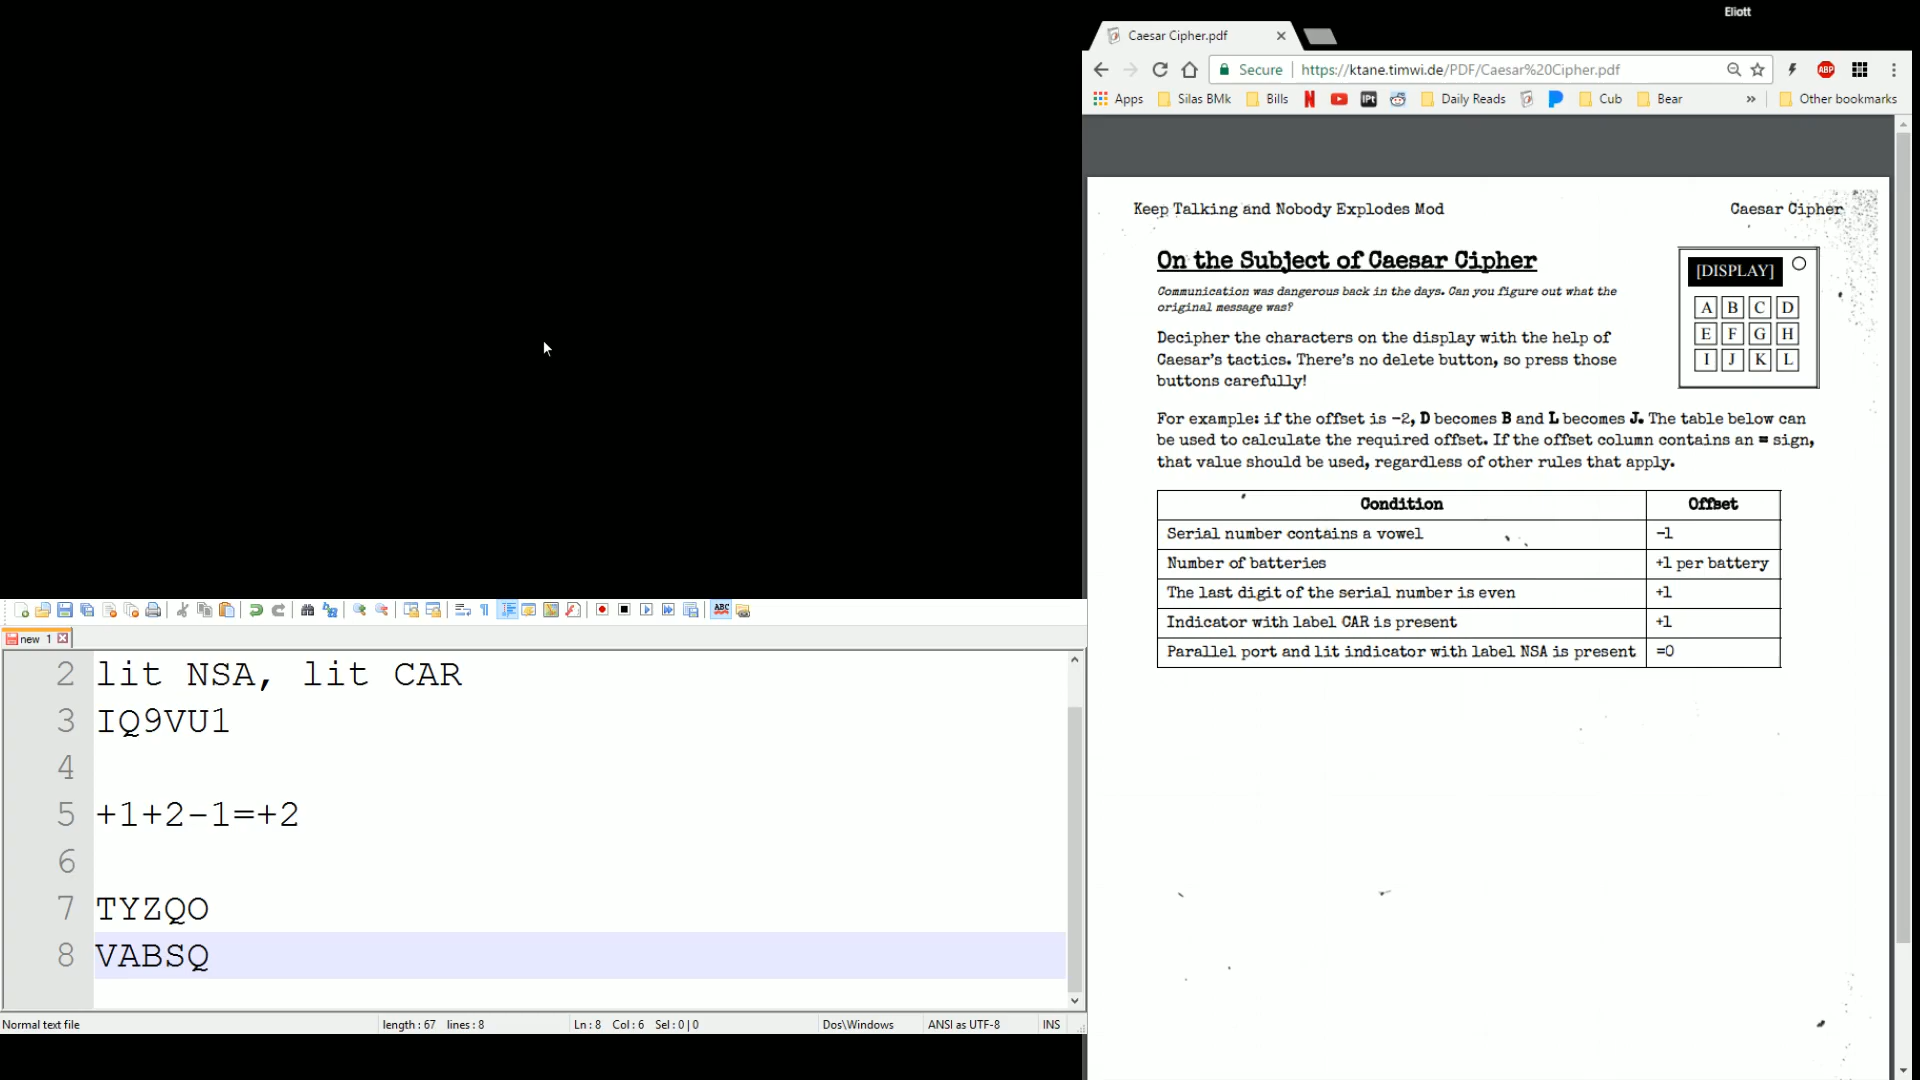 Eliott
Caesar Cipher.pdf
Secure
https://ktane.timwi.de/PDF/Caesar%20Cipher.pdf
ABP
Apps
Silas BMk
Bills
IPt
Daily Reads
Cub
Bear
»
Other bookmarks
Keep Talking and Nobody Explodes Mod
Caesar Cipher
On the Subject of Caesar Cipher
Communication was dangerous back in the days. Can you figure out what the
original message was?
Decipher the characters on the display with the help of
Caesar's tactics. There's no delete button, so press those
buttons carefully!
[DISPLAY]
A B C D
E F G H
I J K L
For example: if the offset is -2, D becomes B and L becomes J. The table below can
be used to calculate the required offset. If the offset column contains an = sign,
that value should be used, regardless of other rules that apply.
Condition Offset
Serial number contains a vowel -1
Number of batteries +1 per battery
The last digit of the serial number is even +1
Indicator with label CAR is present +1
Parallel port and lit indicator with label NSA is present =0
ABC
new 1
2 lit NSA, lit CAR
3 IQ9VU1
4
5 +1+2-1=+2
6
7 TYZQO
8 VABSQ
Normal text file
length : 67 lines : 8
Ln : 8 Col : 6 Sel : 0 | 0
Dos\Windows
ANSI as UTF-8
INS